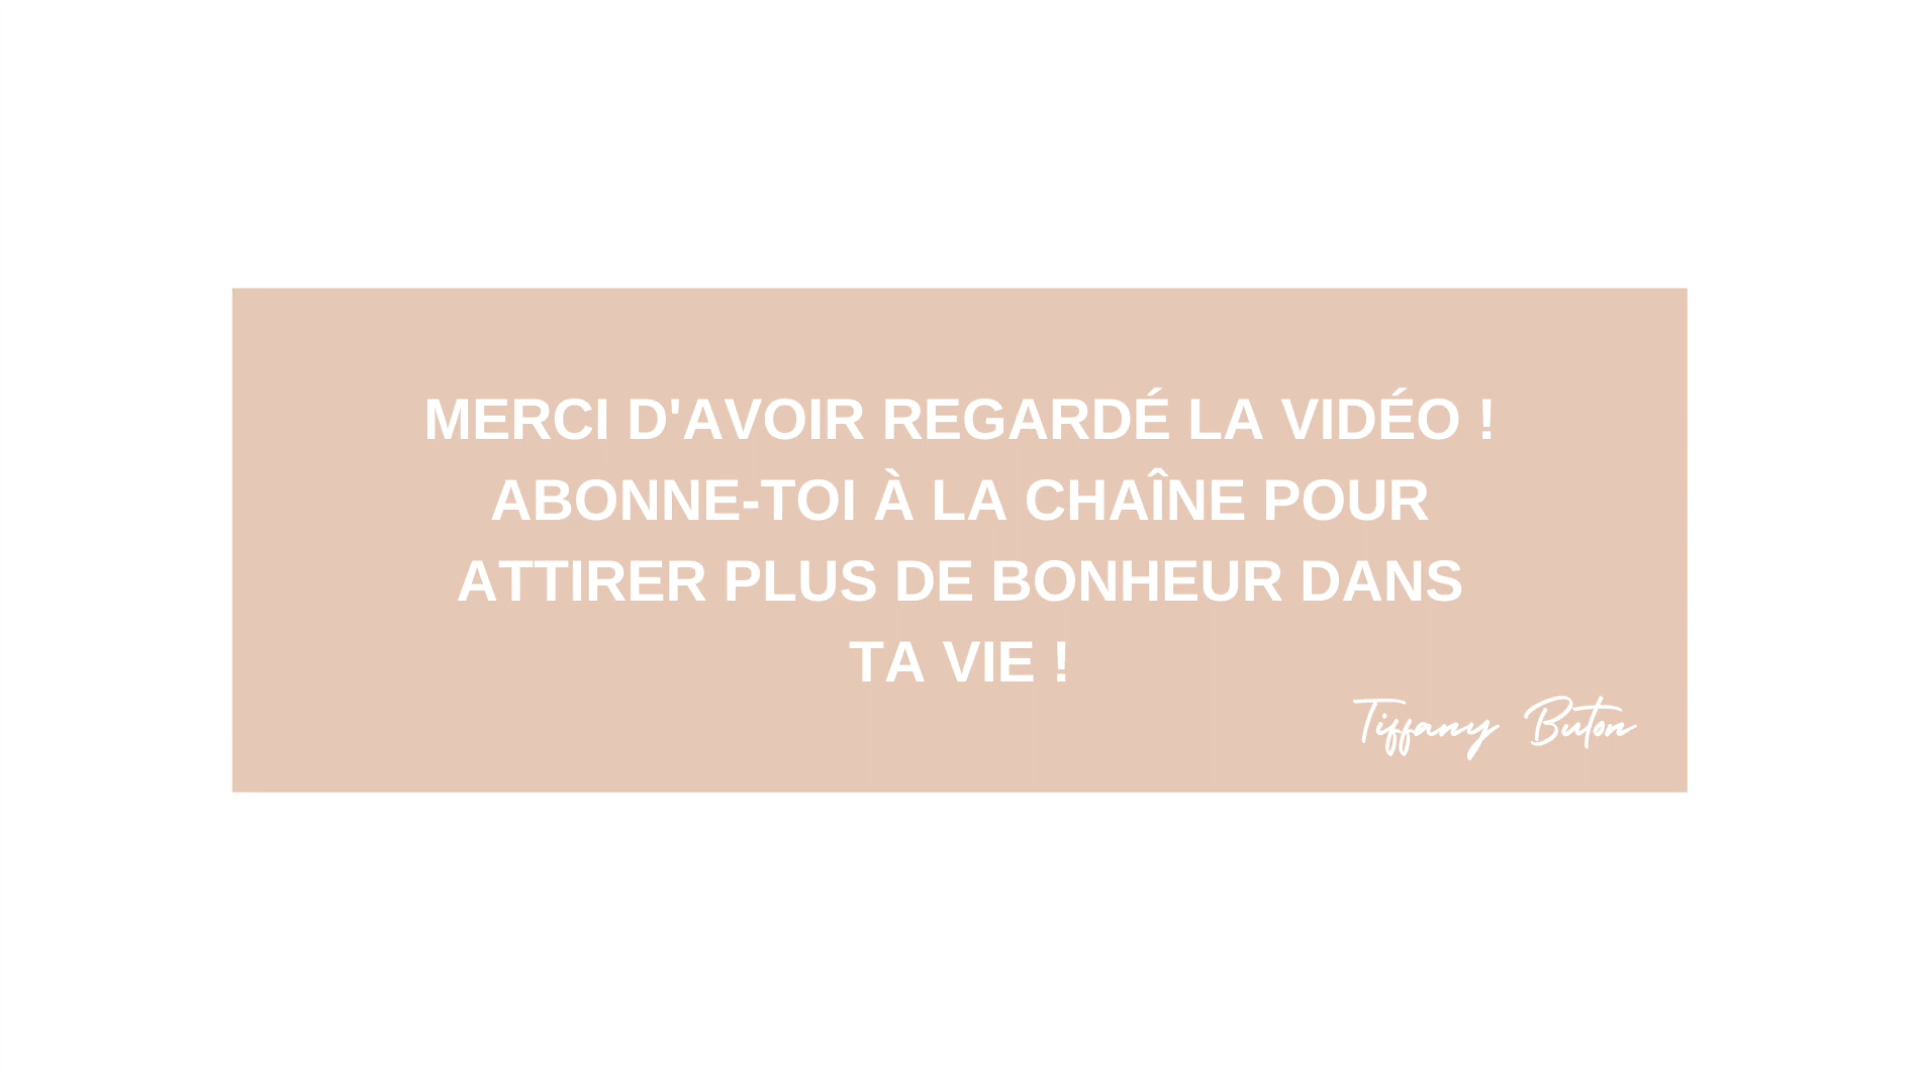 MERCI D'AVOIR REGARDÉ LA VIDÉO !
ABONNE-TOI À LA CHAÎNE POUR
ATTIRER PLUS DE BONHEUR DANS
TA VIE !
Tiffany Buton